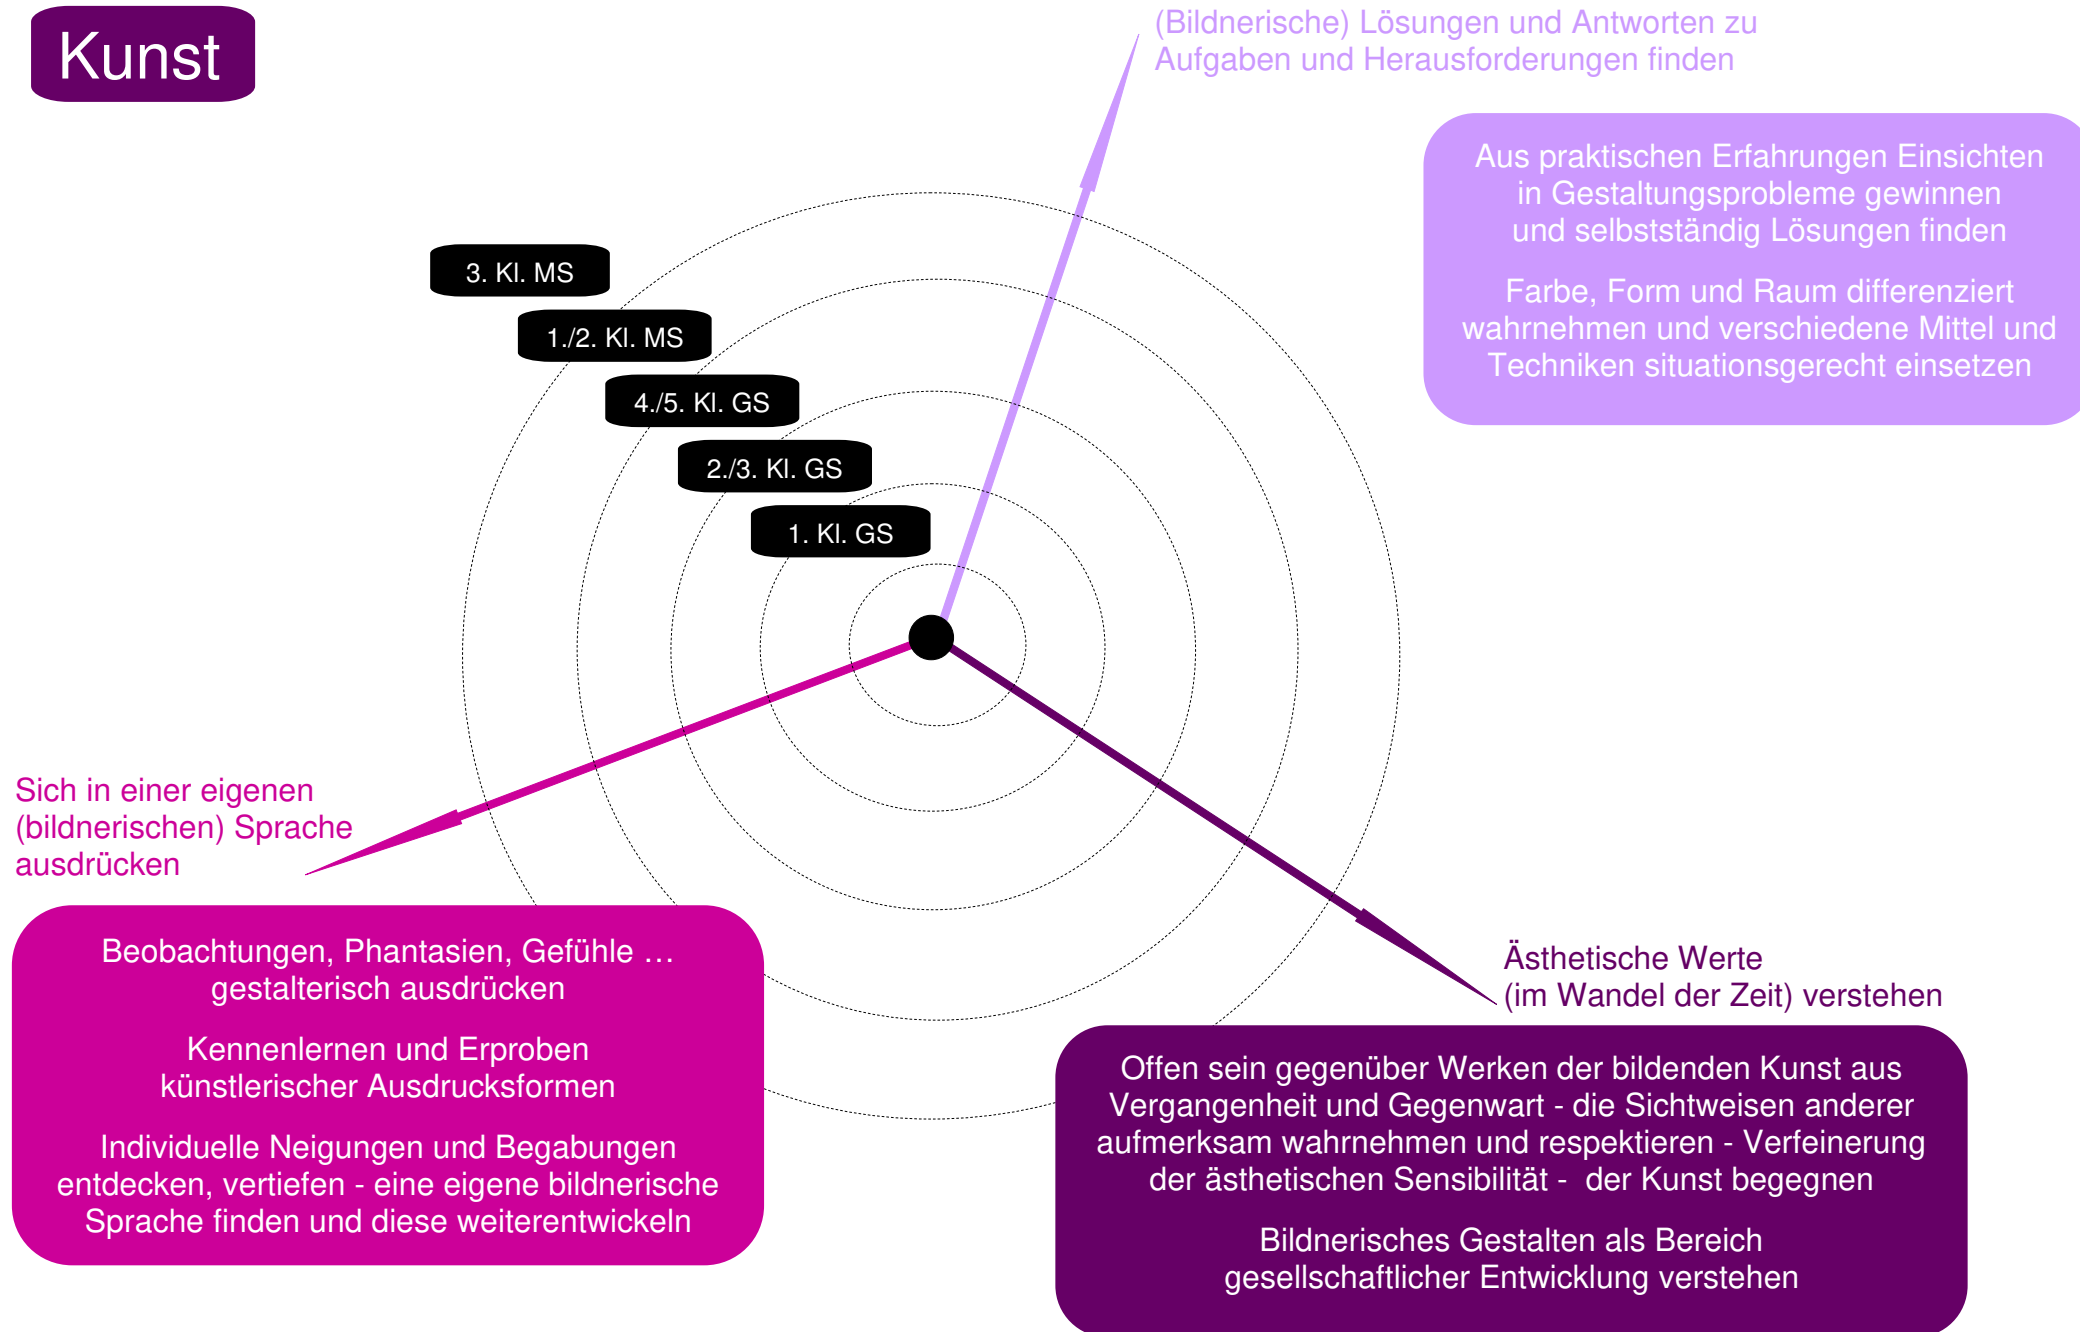 Kunst
(Bildnerische) Lösungen und Antworten zu
Aufgaben und Herausforderungen finden
Aus praktischen Erfahrungen Einsichten
in Gestaltungsprobleme gewinnen
und selbstständig Lösungen finden
Farbe, Form und Raum differenziert
wahrnehmen und verschiedene Mittel und
Techniken situationsgerecht einsetzen
3. Kl. MS
1./2. Kl. MS
4./5. Kl. GS
2./3. Kl. GS
1. Kl. GS
Sich in einer eigenen
(bildnerischen) Sprache
ausdrücken
Beobachtungen, Phantasien, Gefühle …
gestalterisch ausdrücken
Kennenlernen und Erproben
künstlerischer Ausdrucksformen
Individuelle Neigungen und Begabungen
entdecken, vertiefen - eine eigene bildnerische
Sprache finden und diese weiterentwickeln
Ästhetische Werte
(im Wandel der Zeit) verstehen
Offen sein gegenüber Werken der bildenden Kunst aus
Vergangenheit und Gegenwart - die Sichtweisen anderer
aufmerksam wahrnehmen und respektieren - Verfeinerung
der ästhetischen Sensibilität -  der Kunst begegnen
Bildnerisches Gestalten als Bereich
gesellschaftlicher Entwicklung verstehen